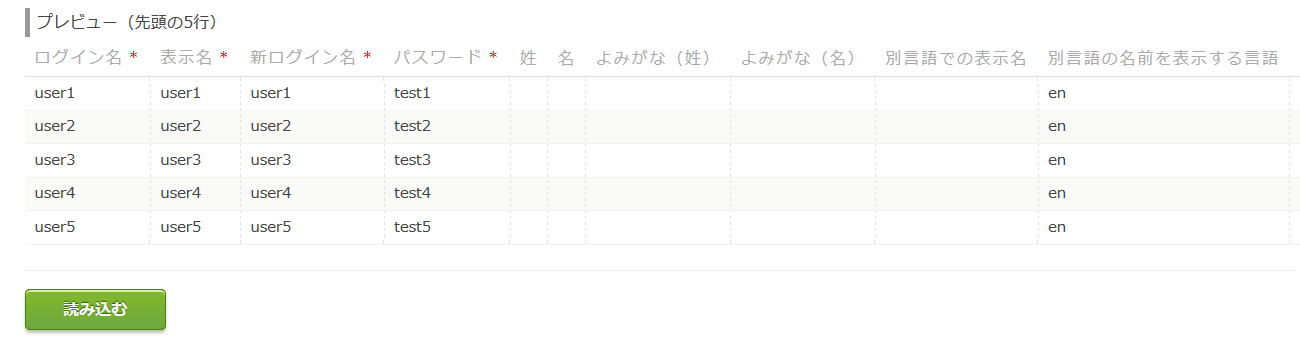 プレビュー（先頭の5行）
ログイン名 * 表示名 * 新ログイン名 * パスワード * 姓 名 よみがな（姓） よみがな（名） 別言語での表示名 別言語の名前を表示する言語
user1 user1 user1 test1 en
user2 user2 user2 test2 en
user3 user3 user3 test3 en
user4 user4 user4 test4 en
user5 user5 user5 test5 en
読み込む